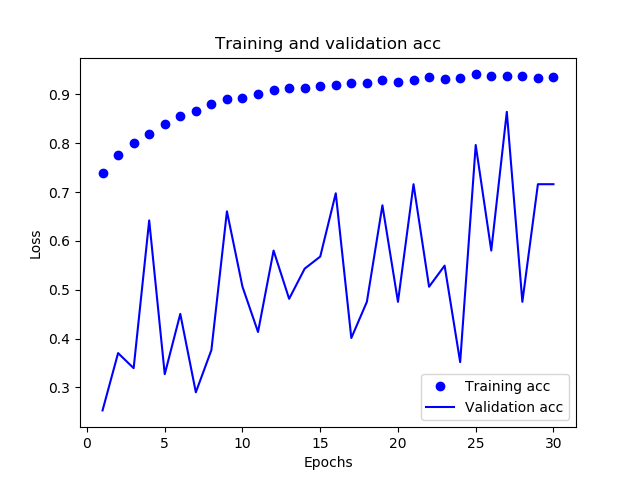 Training and validation acc
Loss
0.9
0.8
0.7
0.6
0.5
0.4
0.3
Training acc
Validation acc
0 5 10 15 20 25 30
Epochs